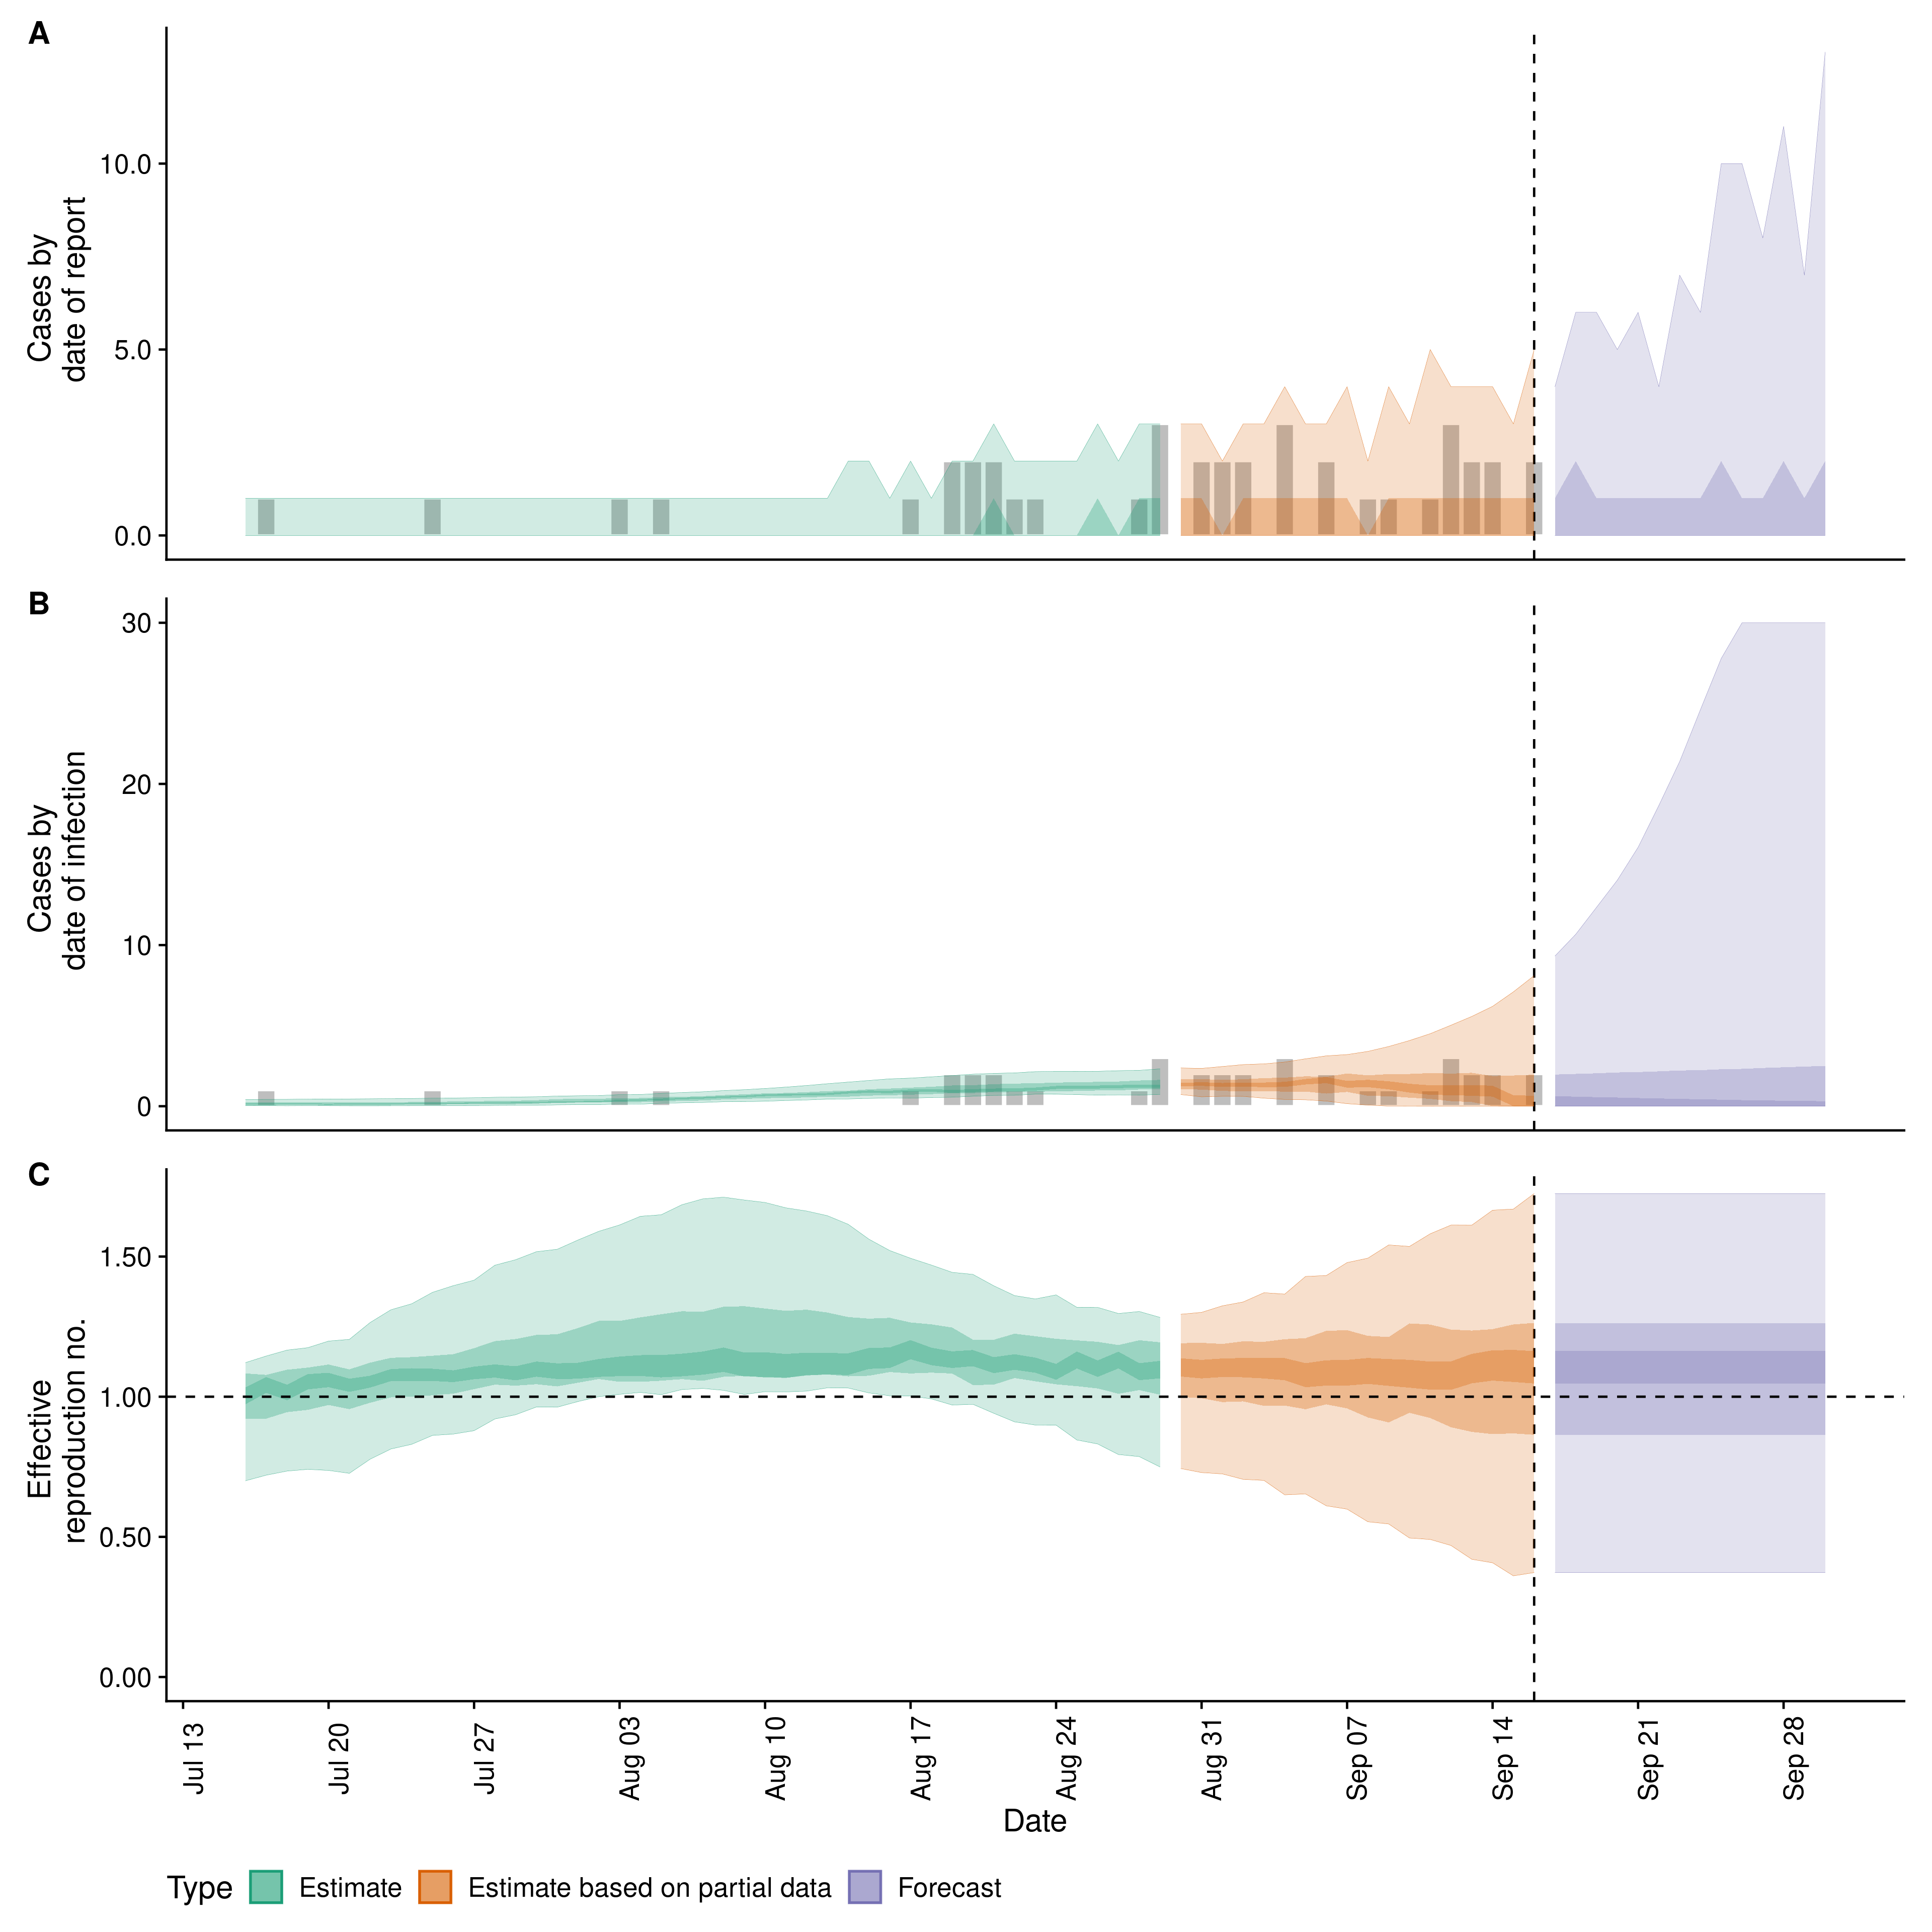 A
Cases by
date of report
10.0
5.0
0.0
B
Cases by
date of infection
30
20
10
0
C
Effective
reproduction no.
1.50
1.00
0.50
0.00
Jul 13
Jul 20
Jul 27
Aug 03
Aug 10
Aug 17
Aug 24
Aug 31
Sep 07
Sep 14
Sep 21
Sep 28
Date
Type Estimate Estimate based on partial data Forecast